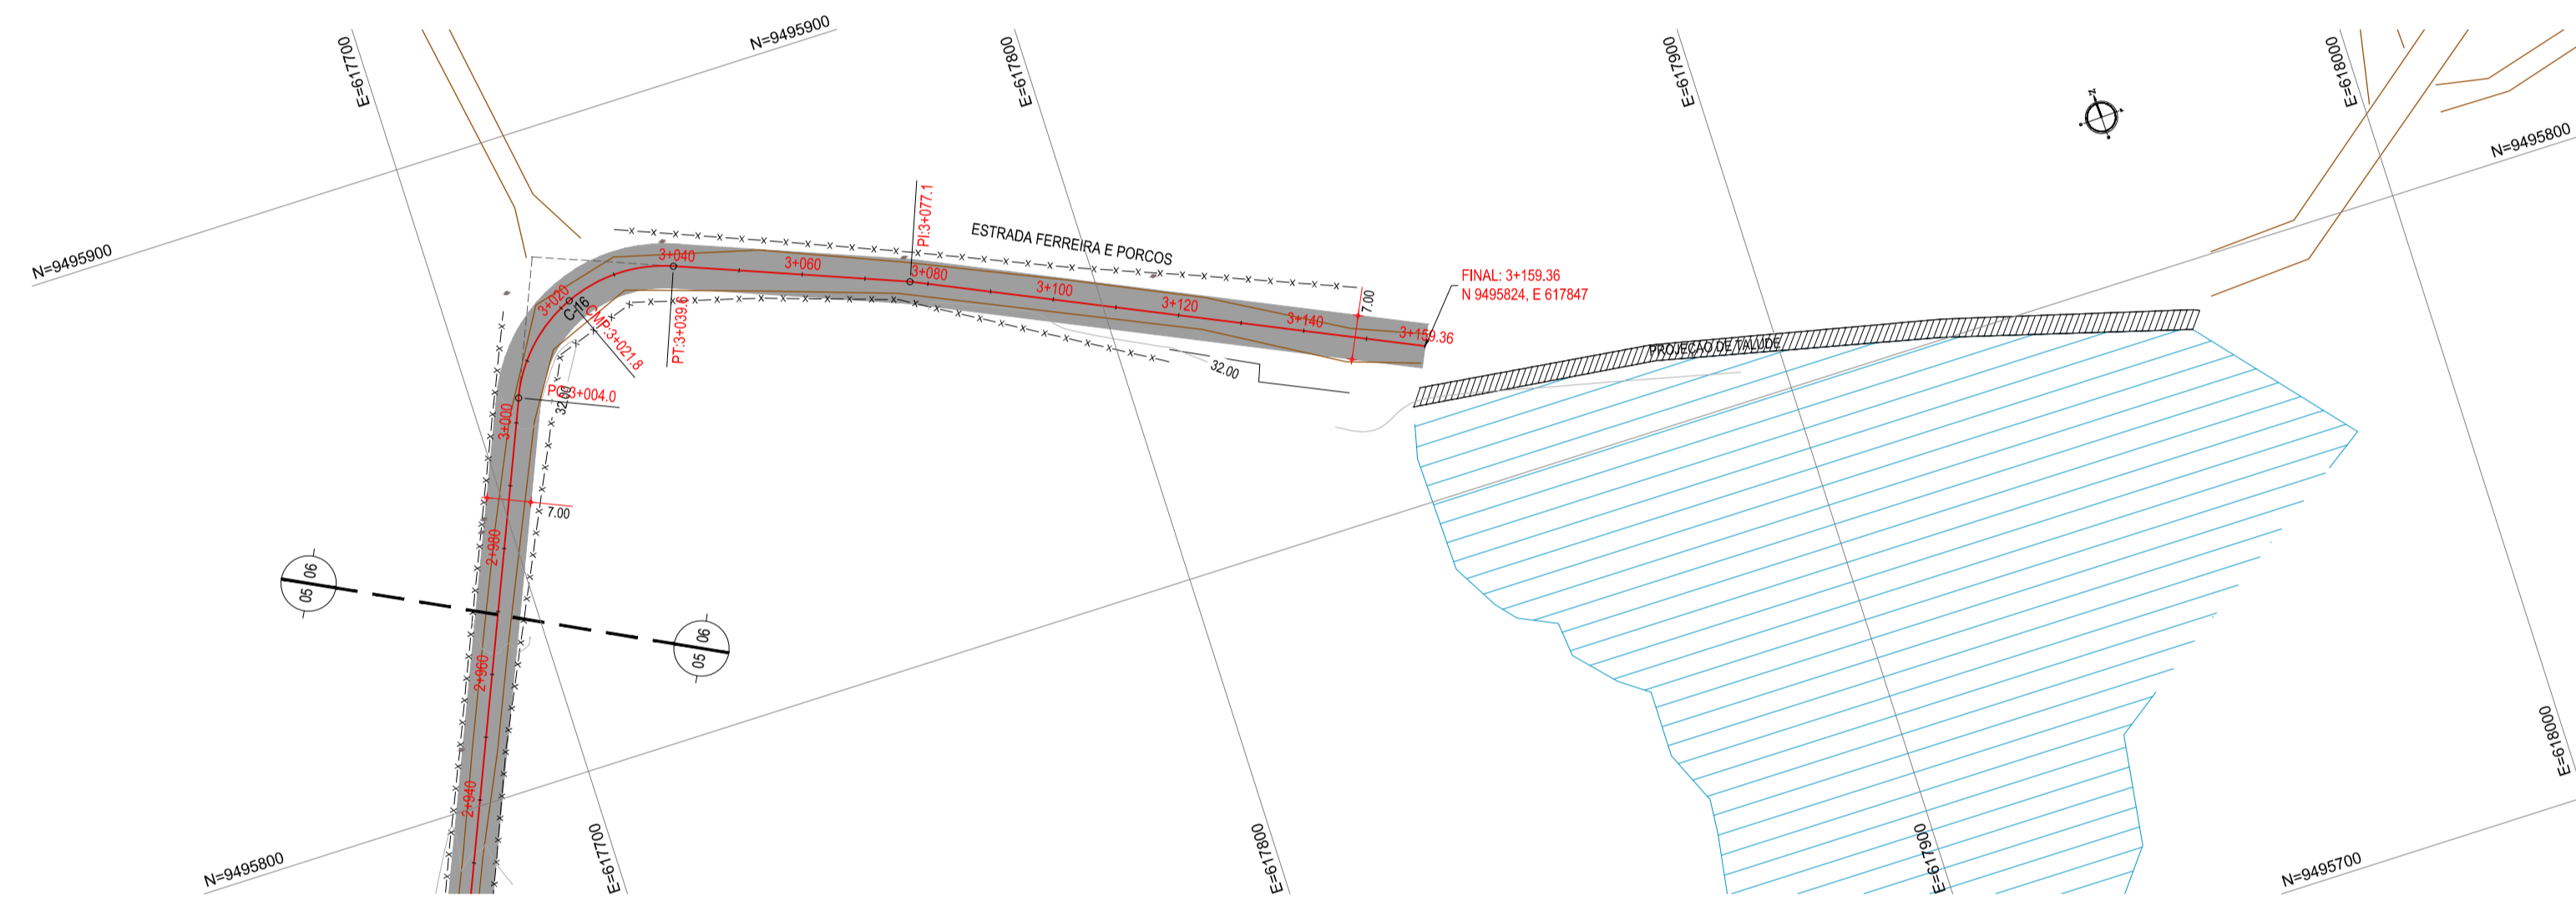 N=9495900
E=617700
E=617800
E=617900
E=618000
N
N=9495800
N=9495900
ESTRADA FERREIRA E PORCOS
PI:3+077.1
3+040
3+060
3+080
3+100
3+120
3+140
3+159.36
7.00
FINAL: 3+159.36
N 9495824, E 617847
3+020
C-16
CMP:3+021.8
PT:3+039.6
PC:3+004.0
32.00
32.00
PROJEÇÃO DE TALUDE
3+000
7.00
2+980
05 06
05 06
2+960
2+940
N=9495800
E=617700
E=617800
E=617900
E=618000
N=9495700